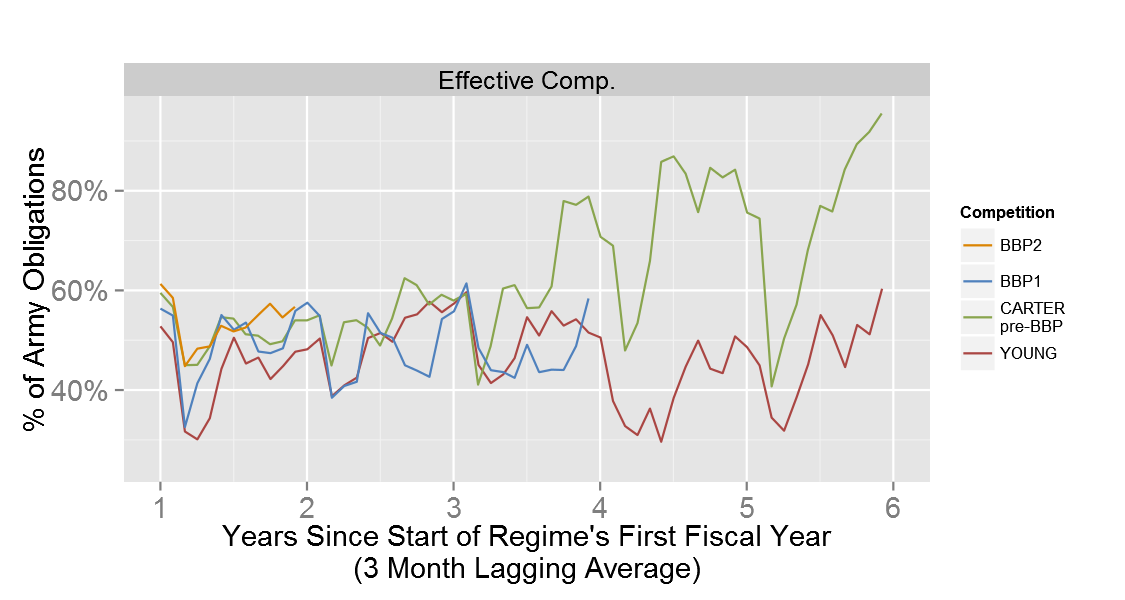 Effective Comp.
% of Army Obligations
80%
60%
40%
1 2 3 4 5 6
Years Since Start of Regime's First Fiscal Year
(3 Month Lagging Average)
Competition
BBP2
BBP1
CARTER
pre-BBP
YOUNG